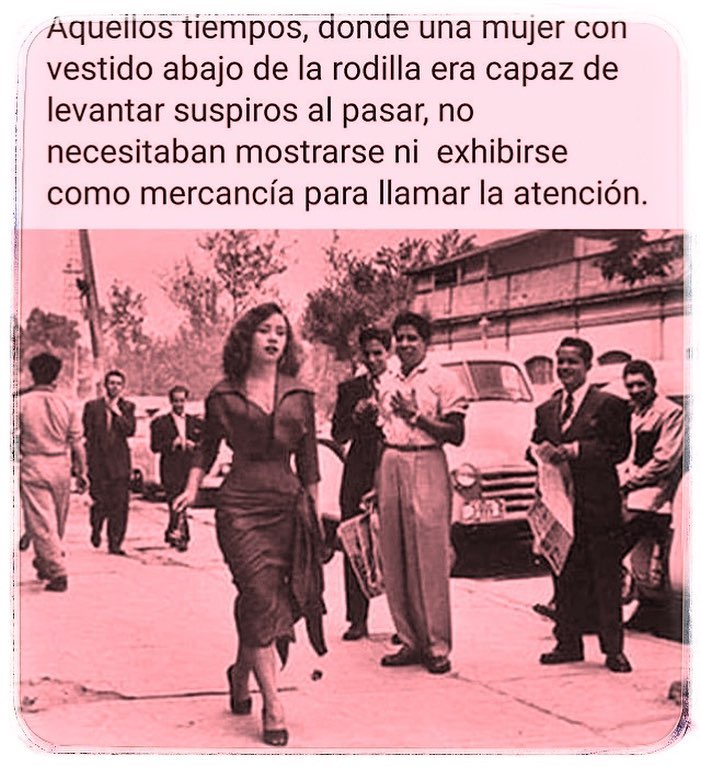 Aquellos tiempos, donde una mujer con
vestido abajo de la rodilla era capaz de
levantar suspiros al pasar, no
necesitaban mostrarse ni  exhibirse
como mercancía para llamar la atención.